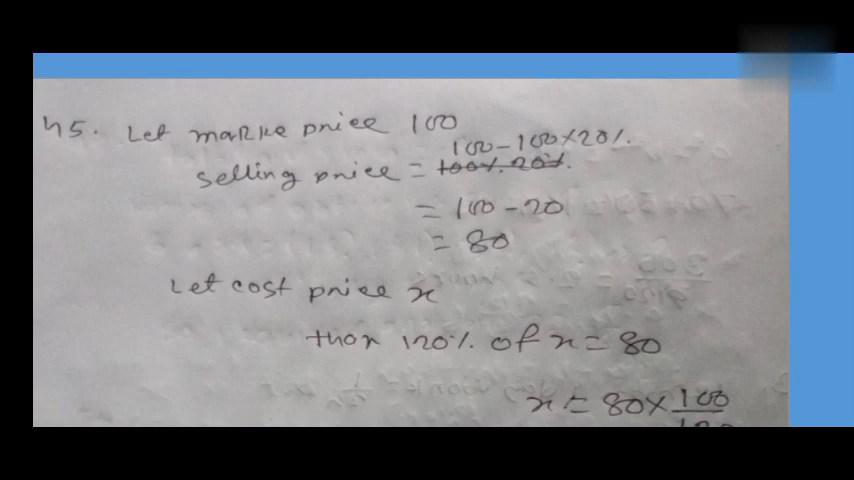 45. Let marke price 100
100-100×20%.
Selling price = 100%. 20%.
= 100-20
= 80
Let cost price x
then 120% of x = 80
x = 80×100